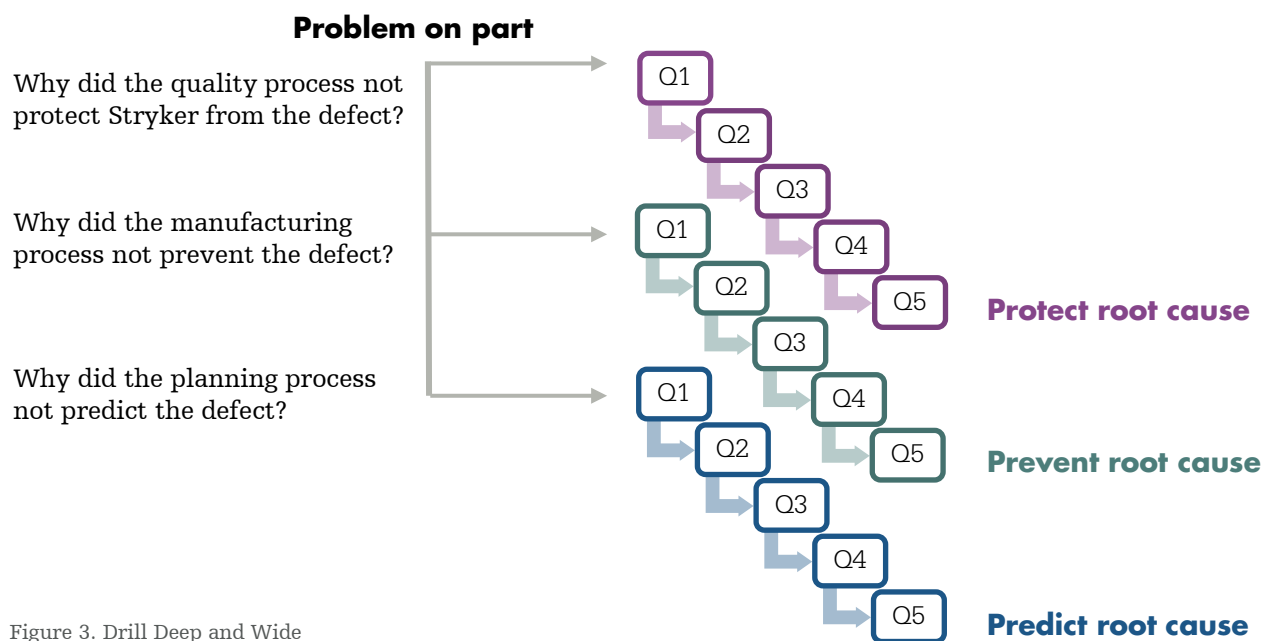 Problem on part
Why did the quality process not
protect Stryker from the defect?
Q1
Q2
Q3
Q4
Q5
Protect root cause
Why did the manufacturing
process not prevent the defect?
Q1
Q2
Q3
Q4
Q5
Prevent root cause
Why did the planning process
not predict the defect?
Q1
Q2
Q3
Q4
Q5
Predict root cause
Figure 3. Drill Deep and Wide